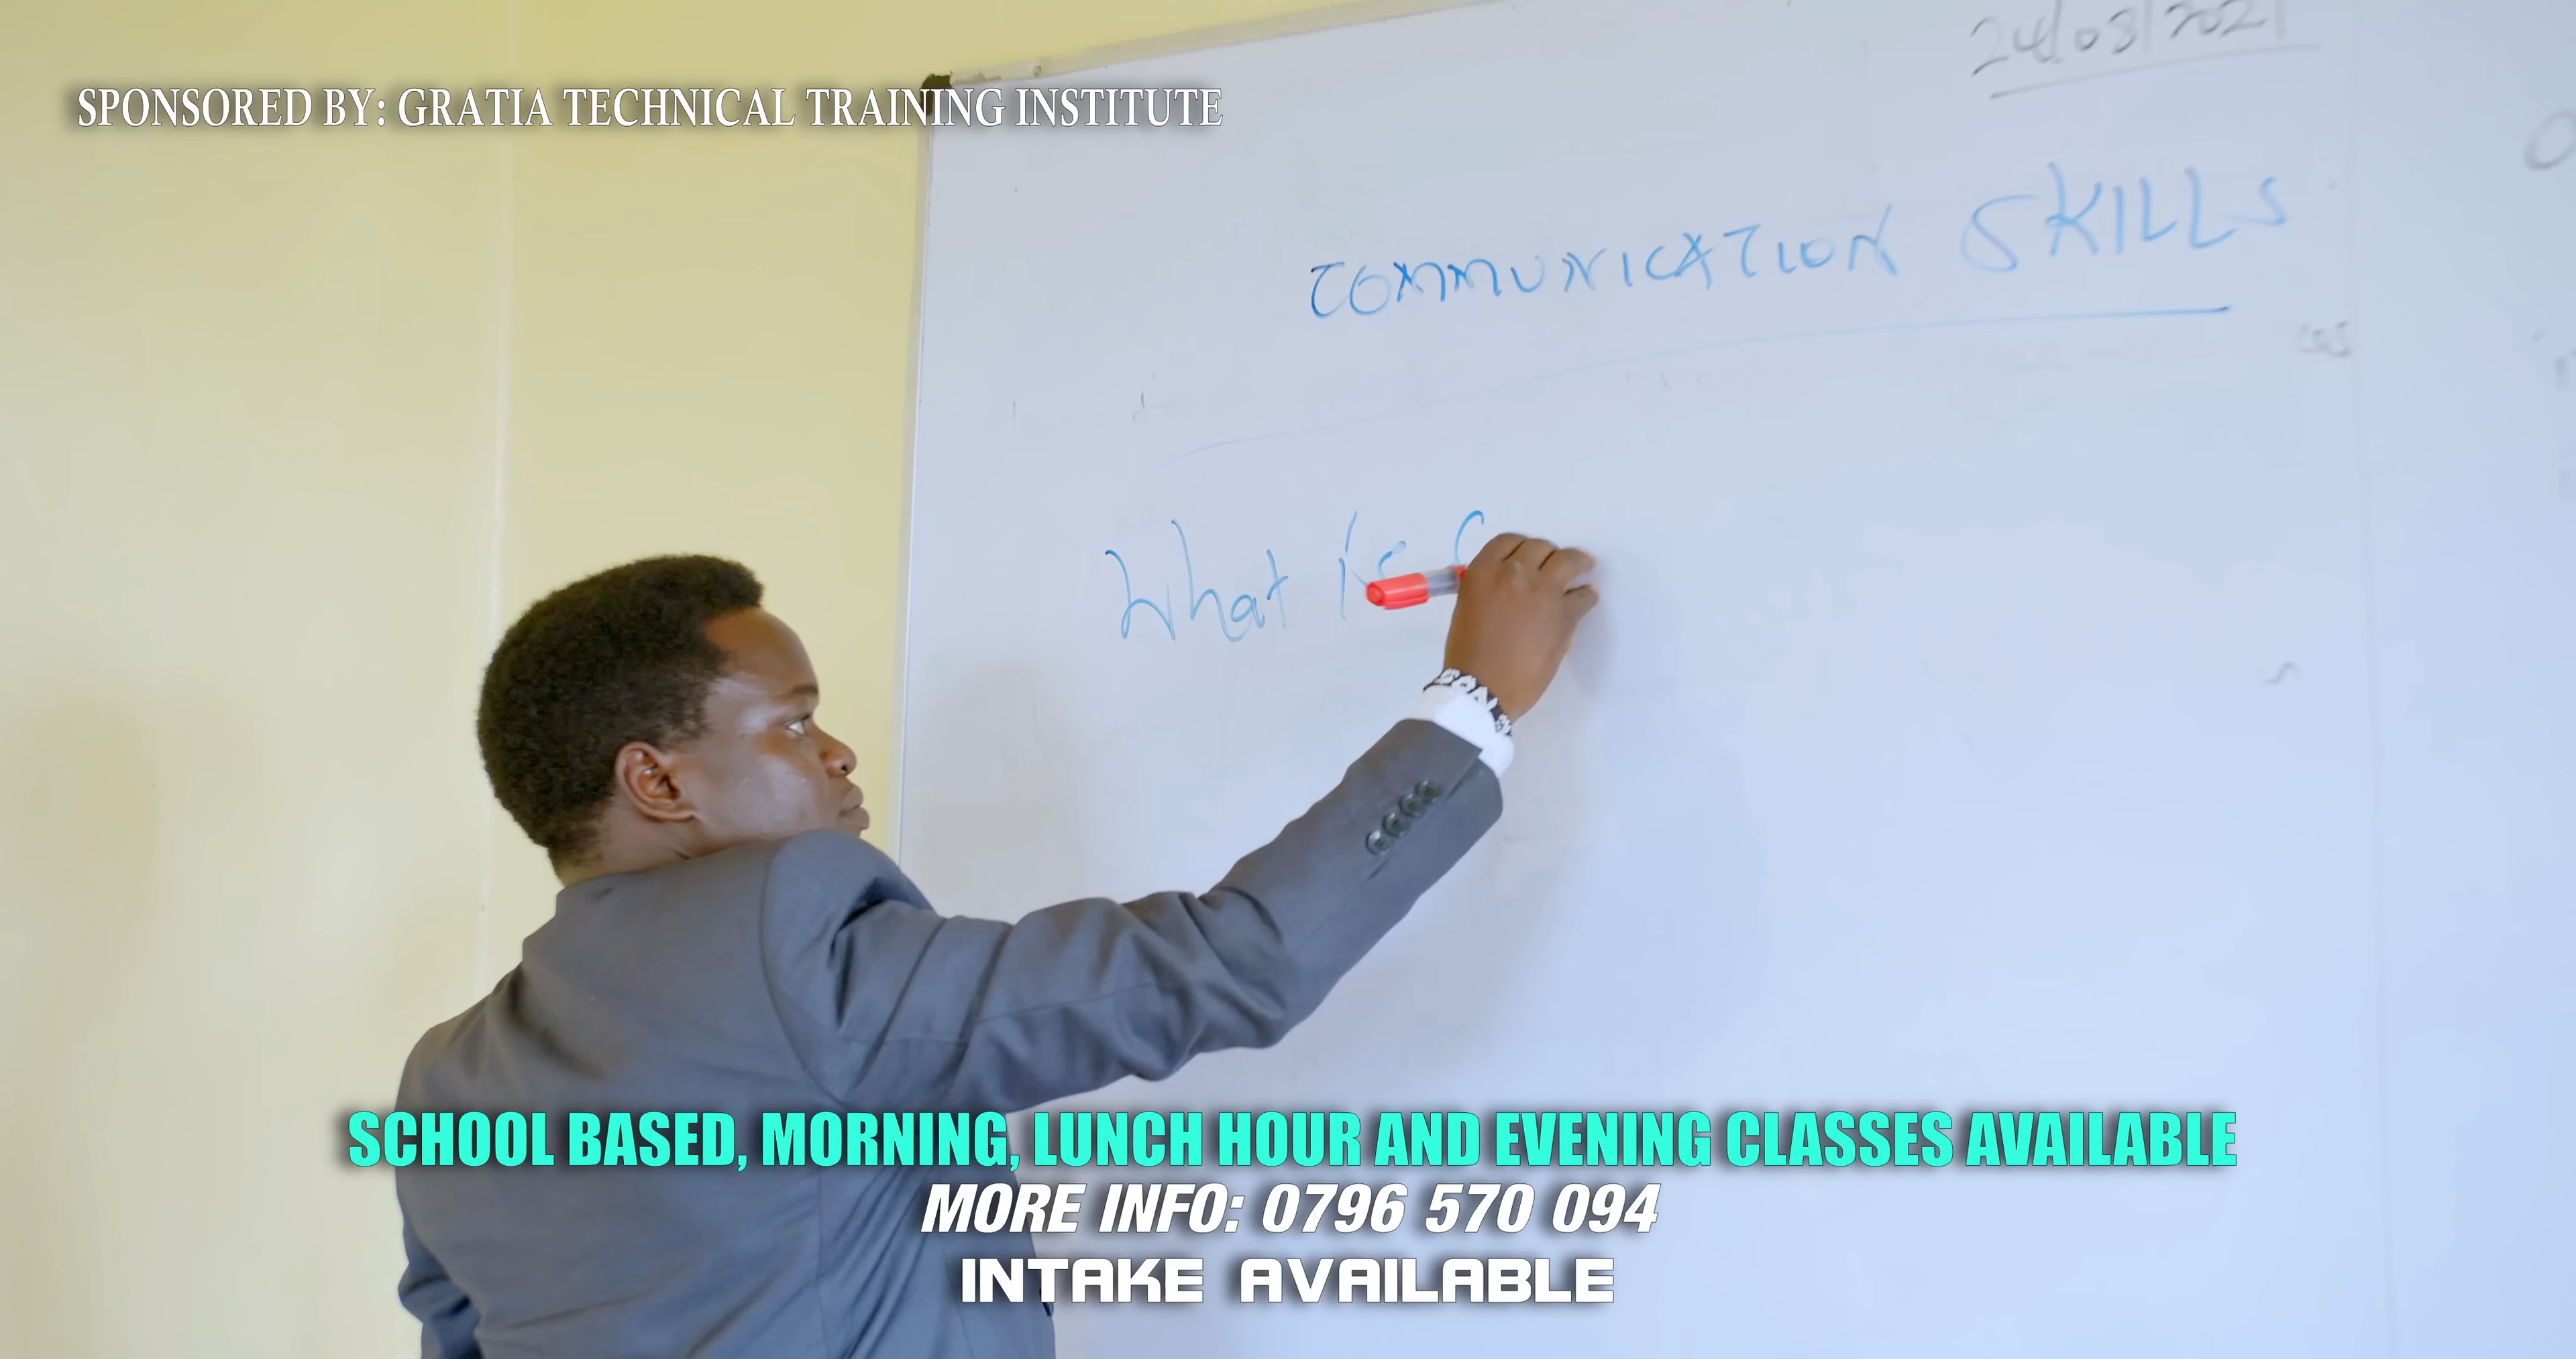 24/08/2021
SPONSORED BY: GRATIA TECHNICAL TRAINING INSTITUTE
COMMUNICATION SKILLS
What is
SCHOOL BASED, MORNING, LUNCH HOUR AND EVENING CLASSES AVAILABLE
MORE INFO: 0796 570 094
INTAKE AVAILABLE